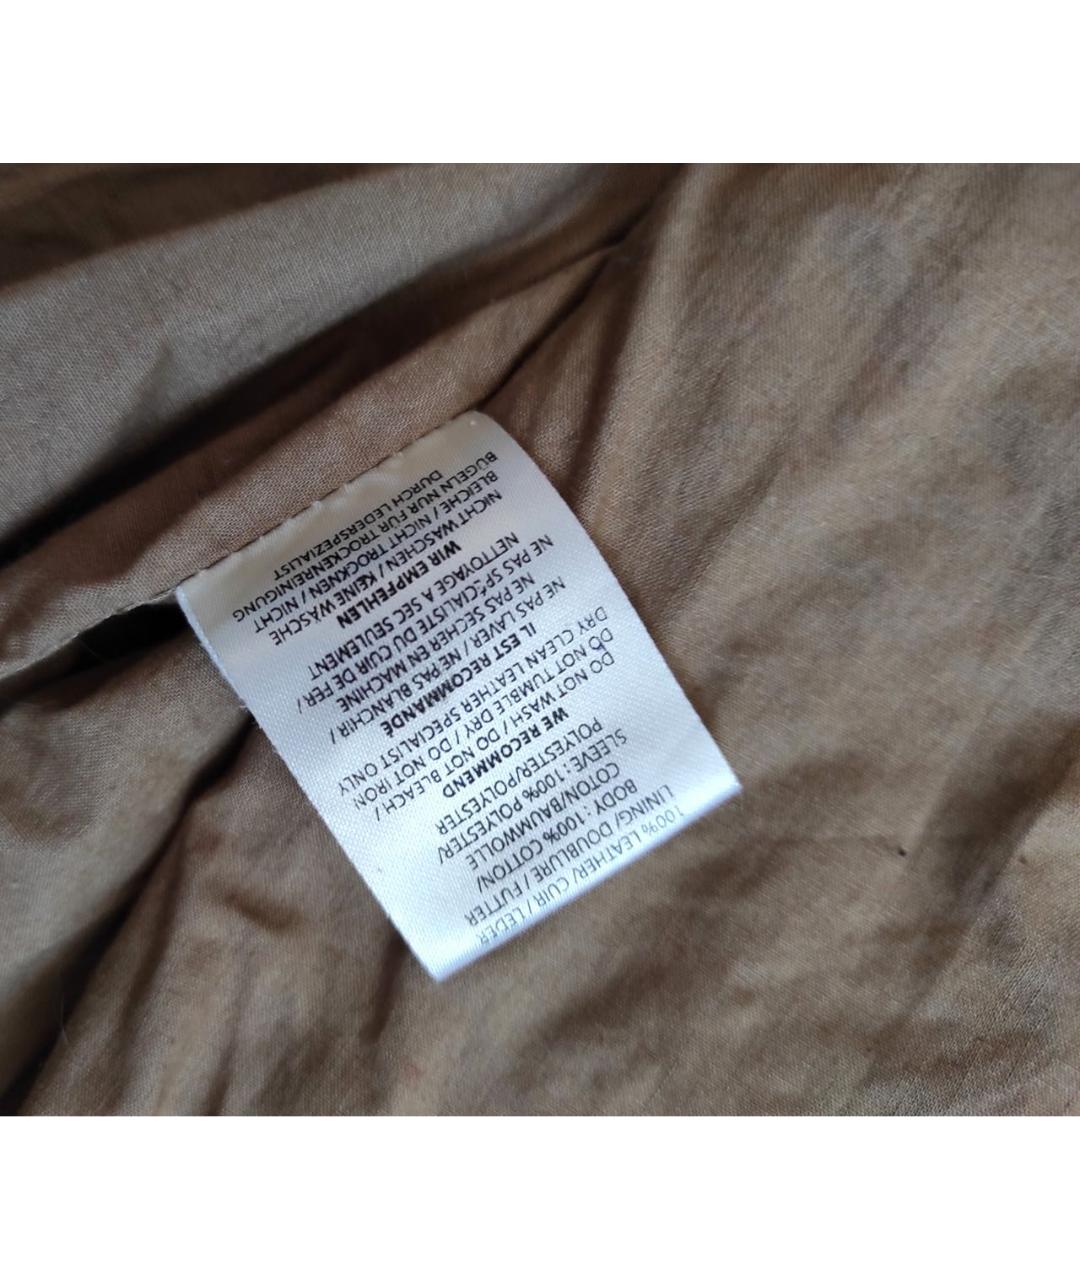 100% LEATHER/ CUIR / LEDER
LINING/ DOUBLURE / FUTTER
BODY : 100% COTTON/
COTON/BAUMWOLLE
SLEEVE : 100% POLYESTER/
POLYESTER/POLYESTER
WE RECOMMEND
DO NOT WASH / DO NOT BLEACH /
DO NOT TUMBLE DRY / DO NOT IRON
DRY CLEAN LEATHER SPECIALIST ONLY
IL EST RECOMMANDÉ
NE PAS LAVER / NE PAS BLANCHIR /
NE PAS SÉCHER EN MACHINE
NE PAS SPÉCIALISTE DU CUIR DE FER /
NETTOYAGE A SEC SEULEMENT
WIR EMPFEHLEN
NICHT WASCHEN / KEINE WÄSCHE
BLEICHE / NICHT TROCKNEN / NICHT
BÜGELN NUR FÜR TROCKENREINIGUNG
DURCH LEDERSPEZIALIST